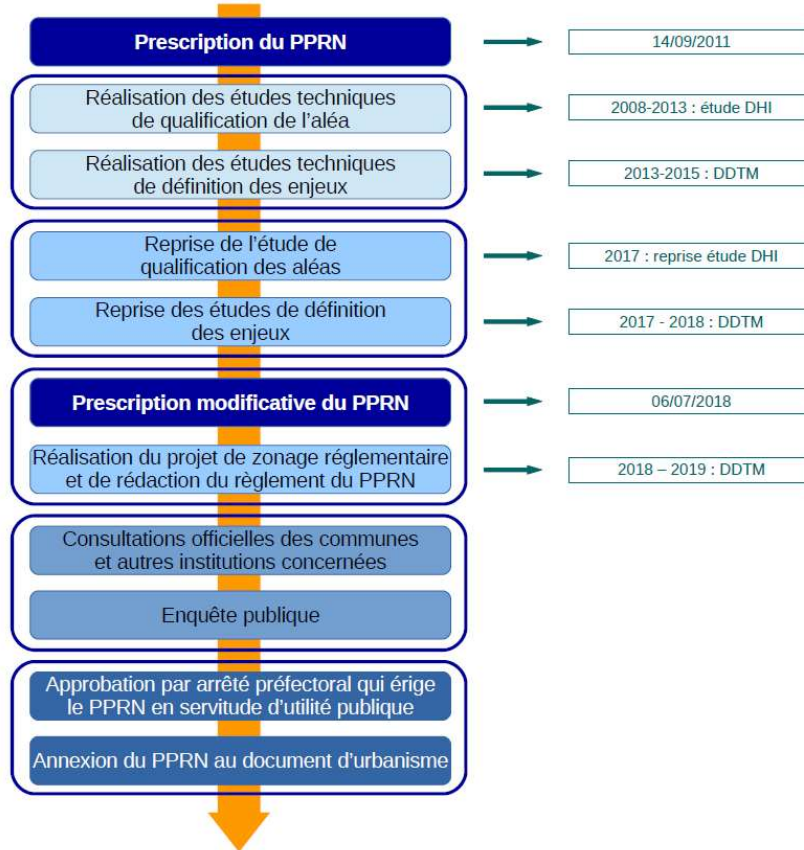 Prescription du PPRN
14/09/2011
Réalisation des études techniques
de qualification de l'aléa
2008-2013 : étude DHI
Réalisation des études techniques
de définition des enjeux
2013-2015 : DDTM
Reprise de l'étude de
qualification des aléas
2017 : reprise étude DHI
Reprise des études de définition
des enjeux
2017 - 2018 : DDTM
Prescription modificative du PPRN
06/07/2018
Réalisation du projet de zonage réglementaire
et de rédaction du règlement du PPRN
2018 – 2019 : DDTM
Consultations officielles des communes
et autres institutions concernées
Enquête publique
Approbation par arrêté préfectoral qui érige
le PPRN en servitude d'utilité publique
Annexion du PPRN au document d'urbanisme